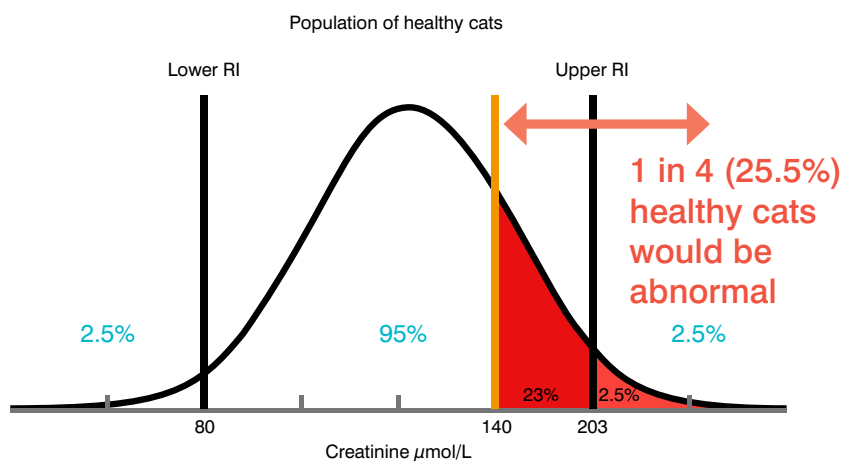 Population of healthy cats
Lower RI
Upper RI
1 in 4 (25.5%)
healthy cats
would be
abnormal
2.5%
95%
2.5%
23%
2.5%
80
140
203
Creatinine µmol/L